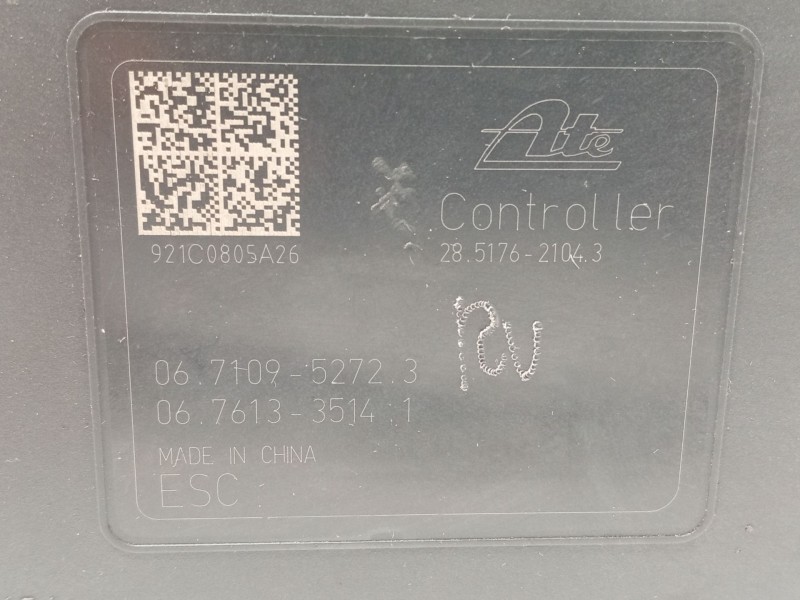 Ate
Controller
28.5176-2104.3
921C0805A26
06.7109-5272.3
06.7613-3514.1
MADE IN CHINA
ESC